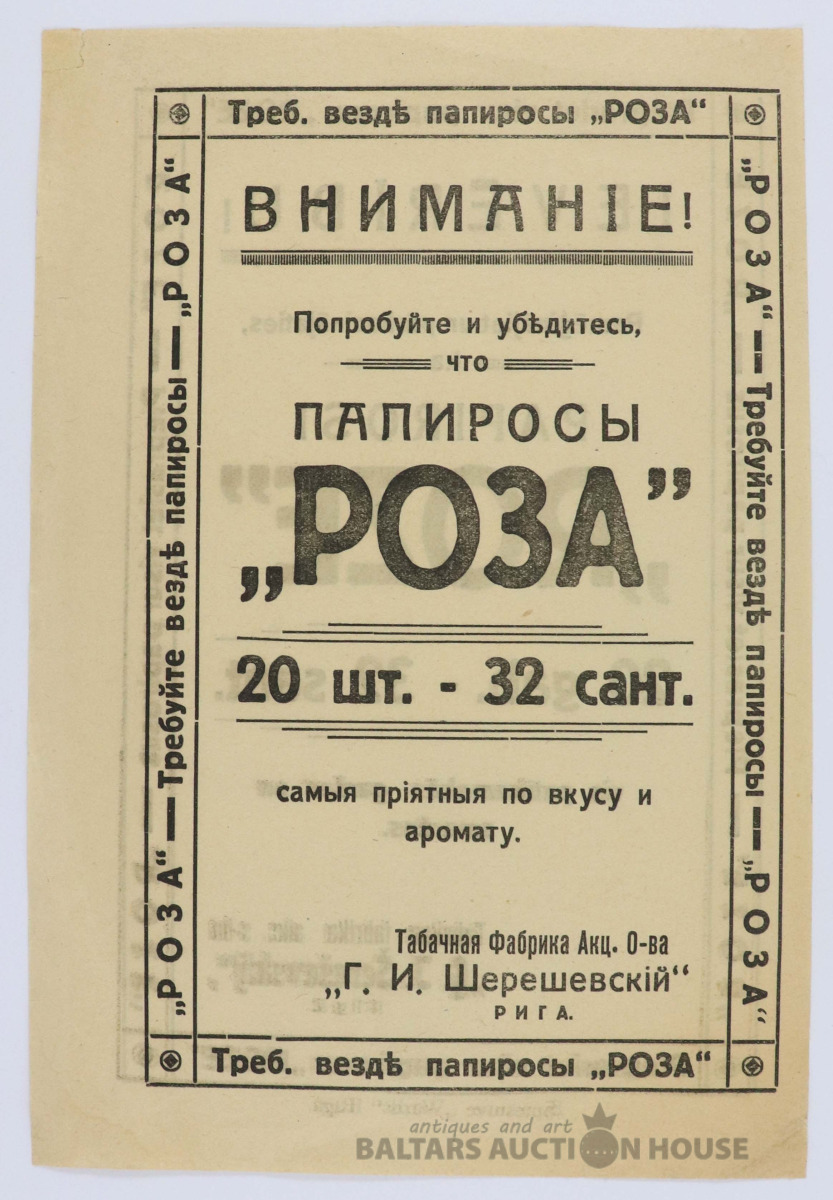 Треб. вездѣ папиросы „РОЗА“
„РОЗА“ — Требуйте вездѣ папиросы — „РОЗА“
ВНИМАНІЕ!
Попробуйте и убѣдитесь,
что
ПАПИРОСЫ
„РОЗА”
20 шт. - 32 сант.
самыя пріятныя по вкусу и
аромату.
Табачная Фабрика Акц. О-ва
„Г. И. Шерешевскій“
РИГА.
„РОЗА“ — Требуйте вездѣ папиросы — „РОЗА“
Треб. вездѣ папиросы „РОЗА“
antiques and art
BALTARS AUCTION HOUSE